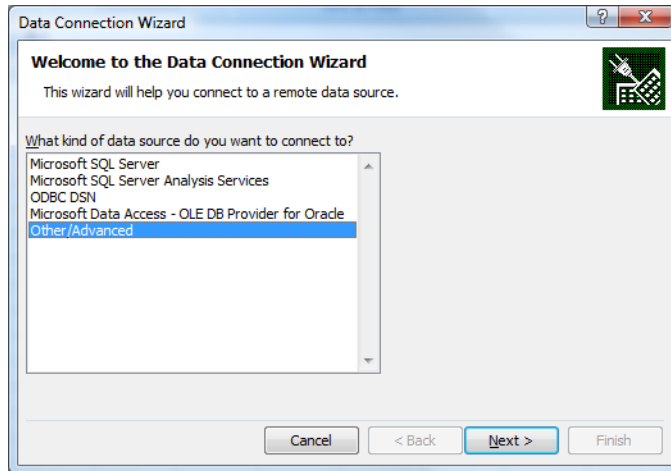 Data Connection Wizard
?
X
Welcome to the Data Connection Wizard
This wizard will help you connect to a remote data source.
What kind of data source do you want to connect to?
Microsoft SQL Server
Microsoft SQL Server Analysis Services
ODBC DSN
Microsoft Data Access - OLE DB Provider for Oracle
Other/Advanced
Cancel
< Back
Next >
Finish